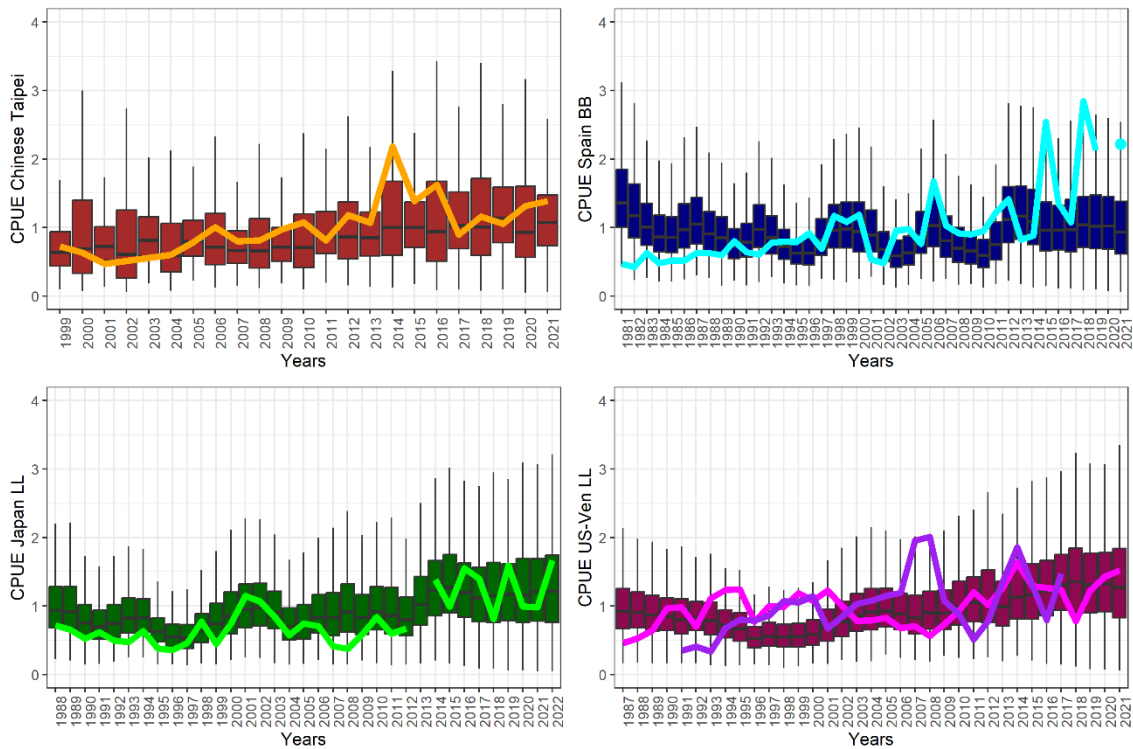 CPUE Chinese Taipei
4
3
2
1
0
1999 2000 2001 2002 2003 2004 2005 2006 2007 2008 2009 2010 2011 2012 2013 2014 2015 2016 2017 2018 2019 2020 2021
Years
CPUE Spain BB
4
3
2
1
0
1981 1982 1983 1984 1985 1986 1987 1988 1989 1990 1991 1992 1993 1994 1995 1996 1997 1998 1999 2000 2001 2002 2003 2004 2005 2006 2007 2008 2009 2010 2011 2012 2013 2014 2015 2016 2017 2018 2019 2020 2021
Years
CPUE Japan LL
4
3
2
1
0
1988 1989 1990 1991 1992 1993 1994 1995 1996 1997 1998 1999 2000 2001 2002 2003 2004 2005 2006 2007 2008 2009 2010 2011 2012 2013 2014 2015 2016 2017 2018 2019 2020 2021 2022
Years
CPUE US-Ven LL
4
3
2
1
0
1987 1988 1989 1990 1991 1992 1993 1994 1995 1996 1997 1998 1999 2000 2001 2002 2003 2004 2005 2006 2007 2008 2009 2010 2011 2012 2013 2014 2015 2016 2017 2018 2019 2020 2021
Years